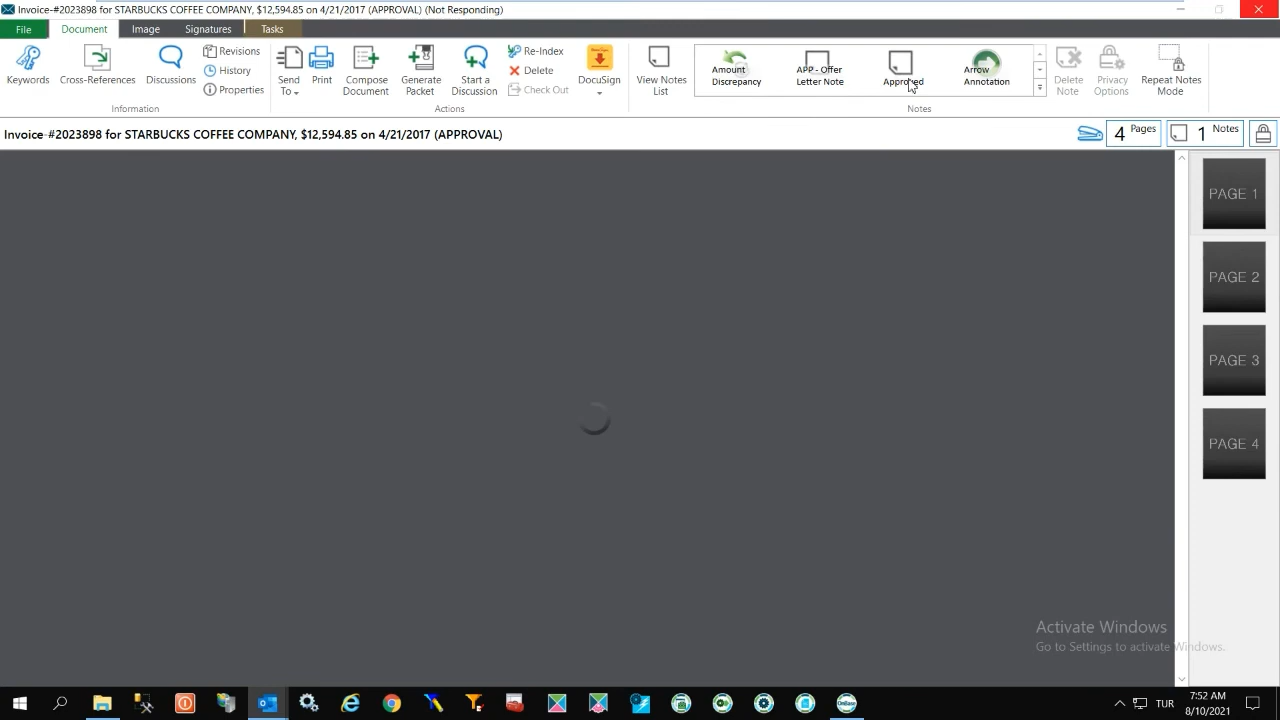 Invoice-#2023898 for STARBUCKS COFFEE COMPANY, $12,594.85 on 4/21/2017 (APPROVAL) (Not Responding)
File Document Image Signatures Tasks
Keywords
Cross-References
Discussions
Revisions
History
Properties
Information
Send To
Print
Compose Document
Generate Packet
Start a Discussion
Re-Index
Delete
Check Out
DocuSign
Actions
View Notes List
Amount Discrepancy
APP - Offer Letter Note
Approved
Arrow Annotation
Delete Note
Privacy Options
Repeat Notes Mode
Notes
Invoice-#2023898 for STARBUCKS COFFEE COMPANY, $12,594.85 on 4/21/2017 (APPROVAL)
4 Pages
1 Notes
PAGE 1
PAGE 2
PAGE 3
PAGE 4
Activate Windows
Go to Settings to activate Windows.
TUR
7:52 AM
8/10/2021